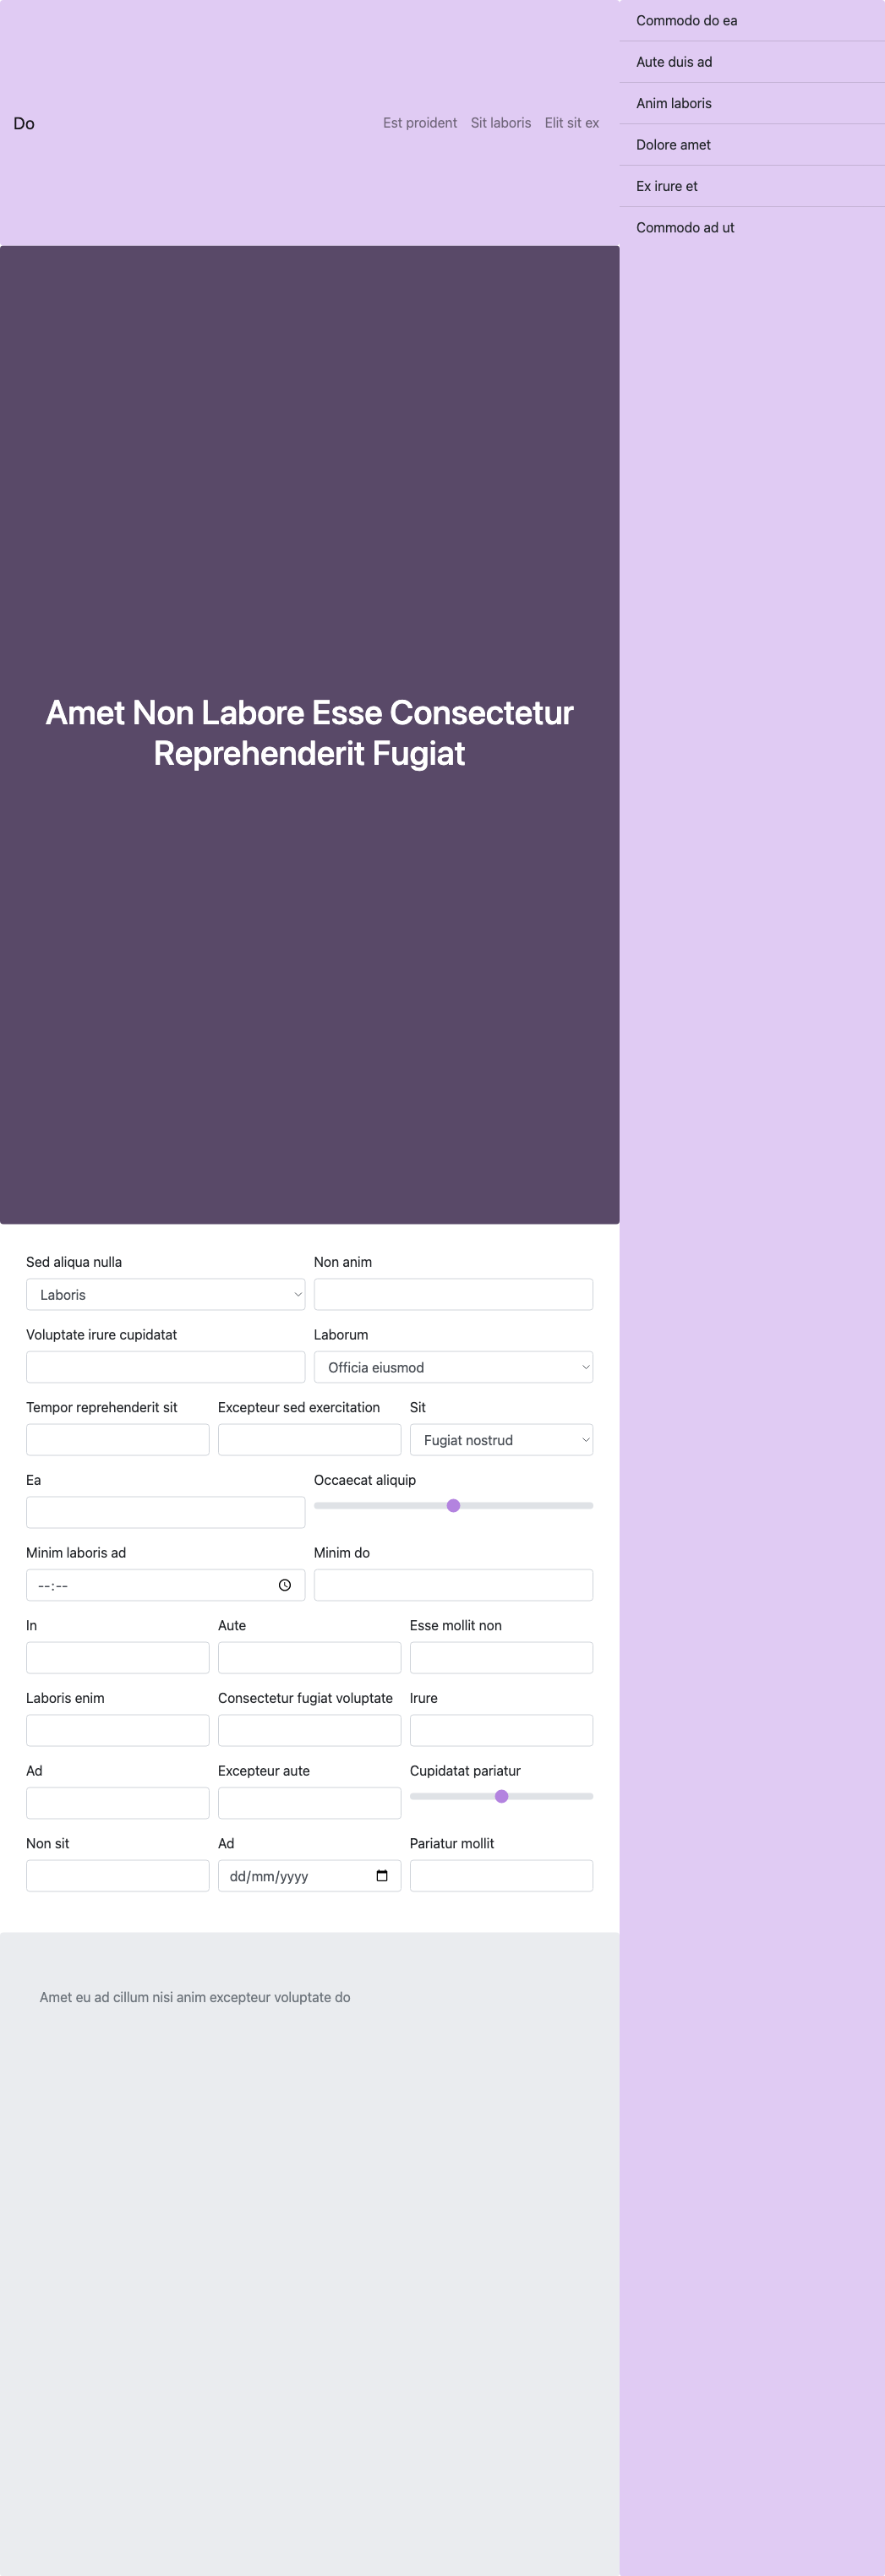 Do
Est proident
Sit laboris
Elit sit ex
Commodo do ea
Aute duis ad
Anim laboris
Dolore amet
Ex irure et
Commodo ad ut
Amet Non Labore Esse Consectetur
Reprehenderit Fugiat
Sed aliqua nulla
Laboris
Non anim
Voluptate irure cupidatat
Laborum
Officia eiusmod
Tempor reprehenderit sit
Excepteur sed exercitation
Sit
Fugiat nostrud
Ea
Occaecat aliquip
Minim laboris ad
--:--
Minim do
In
Aute
Esse mollit non
Laboris enim
Consectetur fugiat voluptate
Irure
Ad
Excepteur aute
Cupidatat pariatur
Non sit
Ad
dd/mm/yyyy
Pariatur mollit
Amet eu ad cillum nisi anim excepteur voluptate do